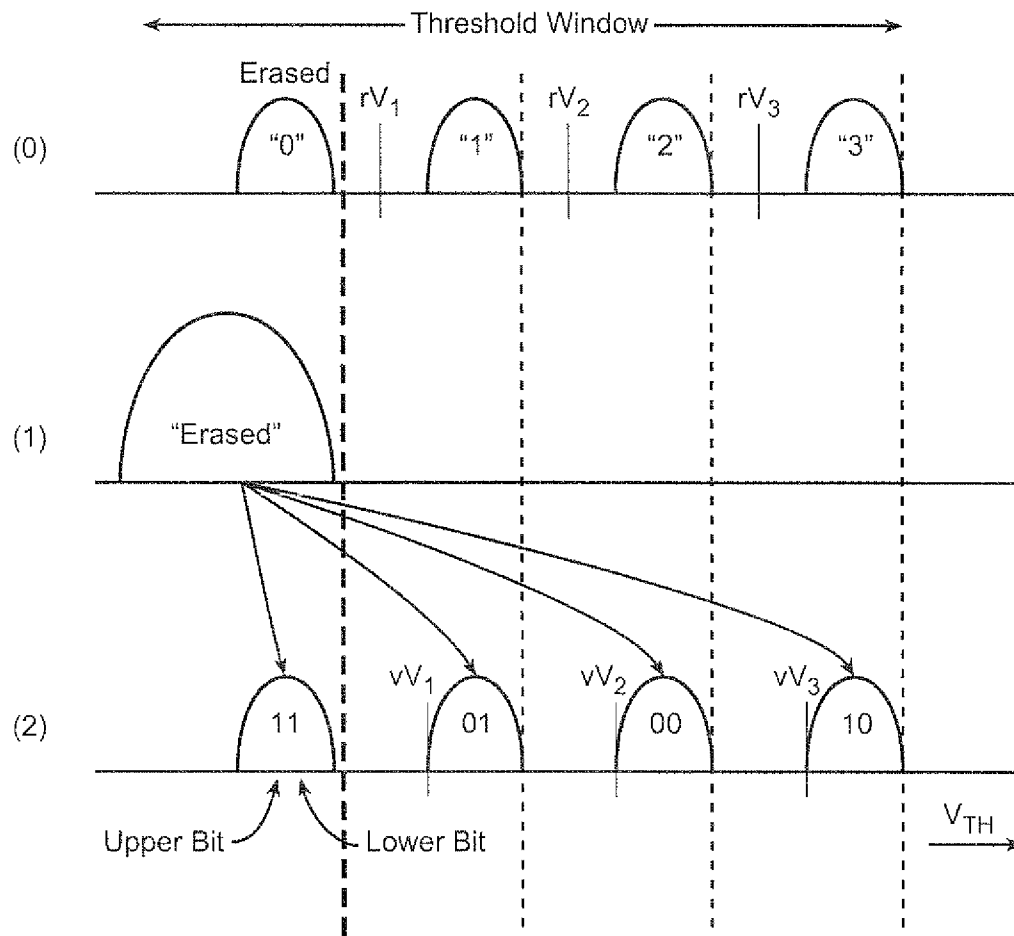 Threshold Window
Erased
rV1 rV2 rV3
(0) "0" "1" "2" "3"
(1) "Erased"
vV1 vV2 vV3
(2) 11 01 00 10
Upper Bit Lower Bit
VTH